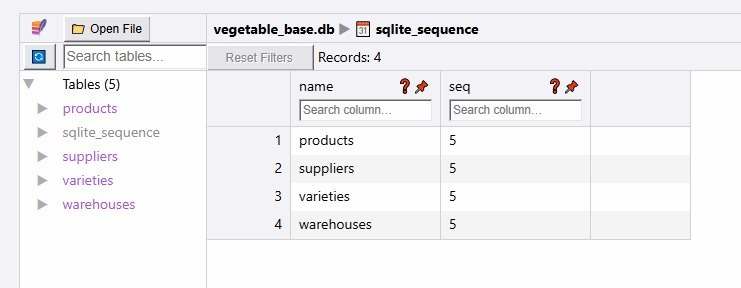 Open File
vegetable_base.db ▶ 31 sqlite_sequence
Search tables...
Reset Filters Records: 4
Tables (5)
products
sqlite_sequence
suppliers
varieties
warehouses
name ? seq ?
Search column... Search column...
1 products 5
2 suppliers 5
3 varieties 5
4 warehouses 5